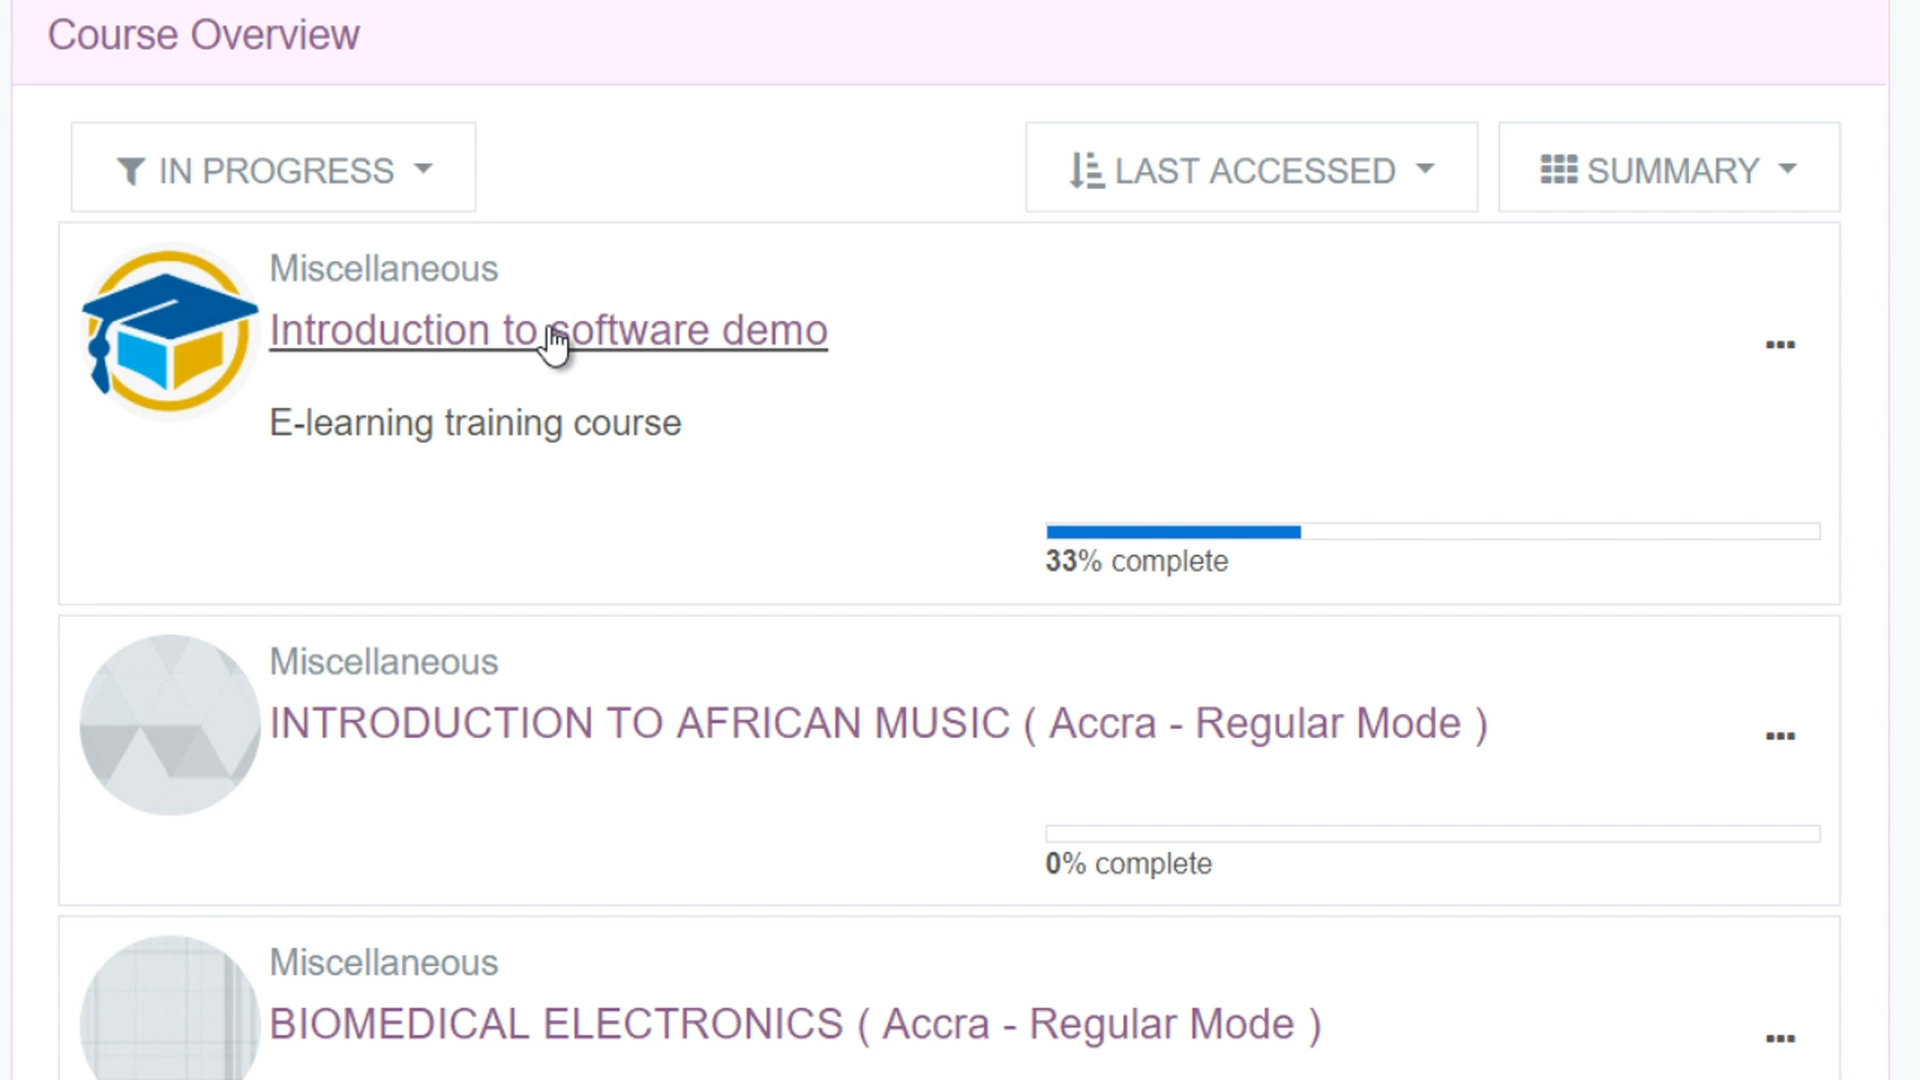 Course Overview
IN PROGRESS
LAST ACCESSED
SUMMARY
Miscellaneous
Introduction to software demo
E-learning training course
33% complete
Miscellaneous
INTRODUCTION TO AFRICAN MUSIC ( Accra - Regular Mode )
0% complete
Miscellaneous
BIOMEDICAL ELECTRONICS ( Accra - Regular Mode )